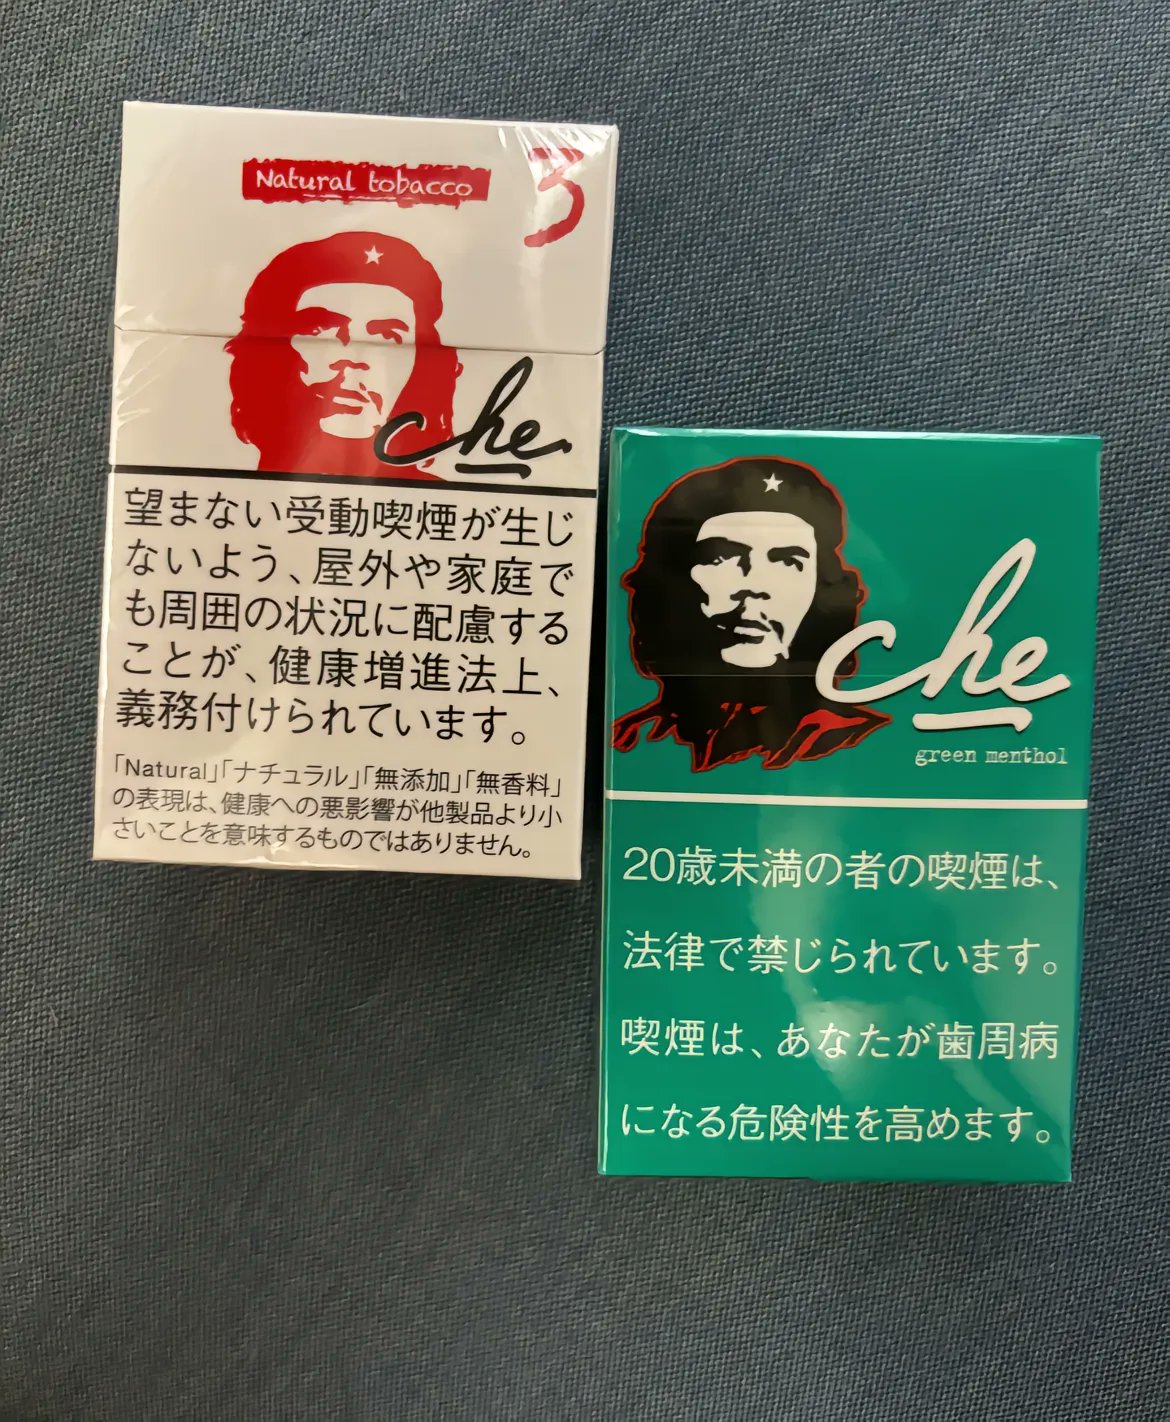 Natural tobacco
3
che
望まない受動喫煙が生じ
ないよう、屋外や家庭で
も周囲の状況に配慮する
ことが、健康増進法上、
義務付けられています。
「Natural」「ナチュラル」「無添加」「無香料」
の表現は、健康への悪影響が他製品より小
さいことを意味するものではありません。
che
green menthol
20歳未満の者の喫煙は、
法律で禁じられています。
喫煙は、あなたが歯周病
になる危険性を高めます。